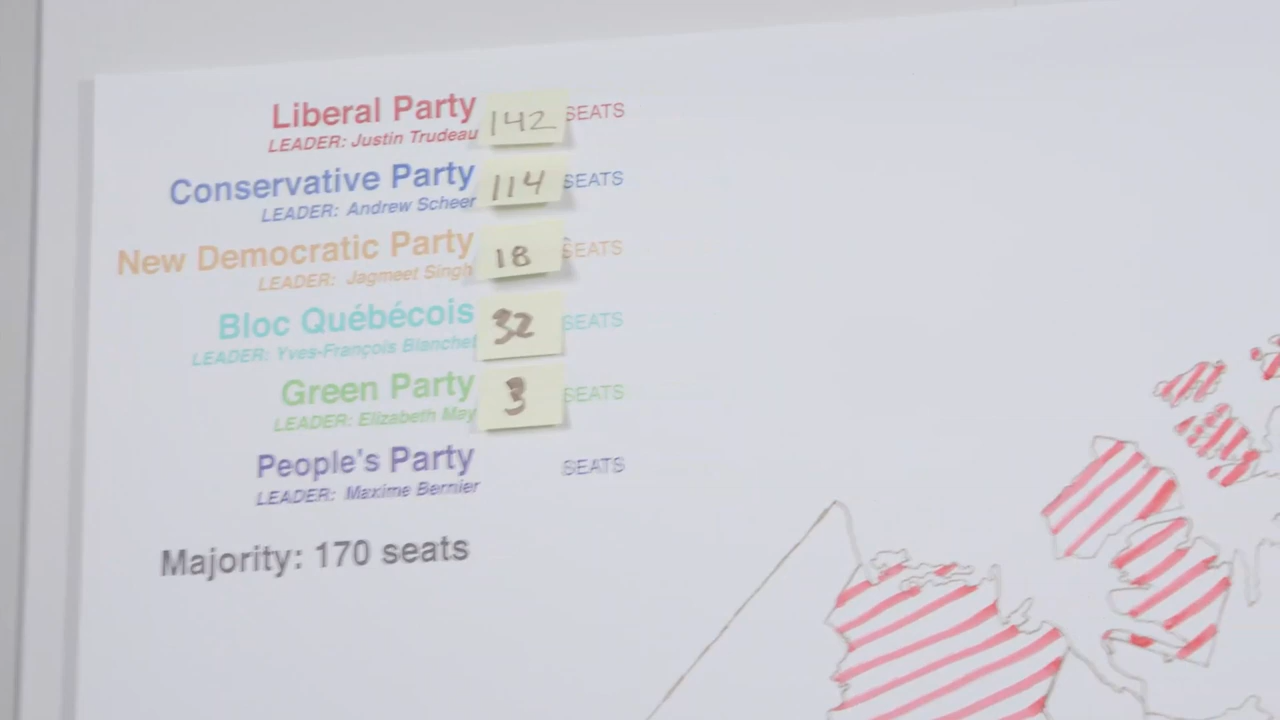 Liberal Party 142 SEATS
LEADER: Justin Trudeau
Conservative Party 114 SEATS
LEADER: Andrew Scheer
New Democratic Party 18 SEATS
LEADER: Jagmeet Singh
Bloc Québécois 32 SEATS
LEADER: Yves-François Blanchet
Green Party 3 SEATS
LEADER: Elizabeth May
People's Party SEATS
LEADER: Maxime Bernier
Majority: 170 seats